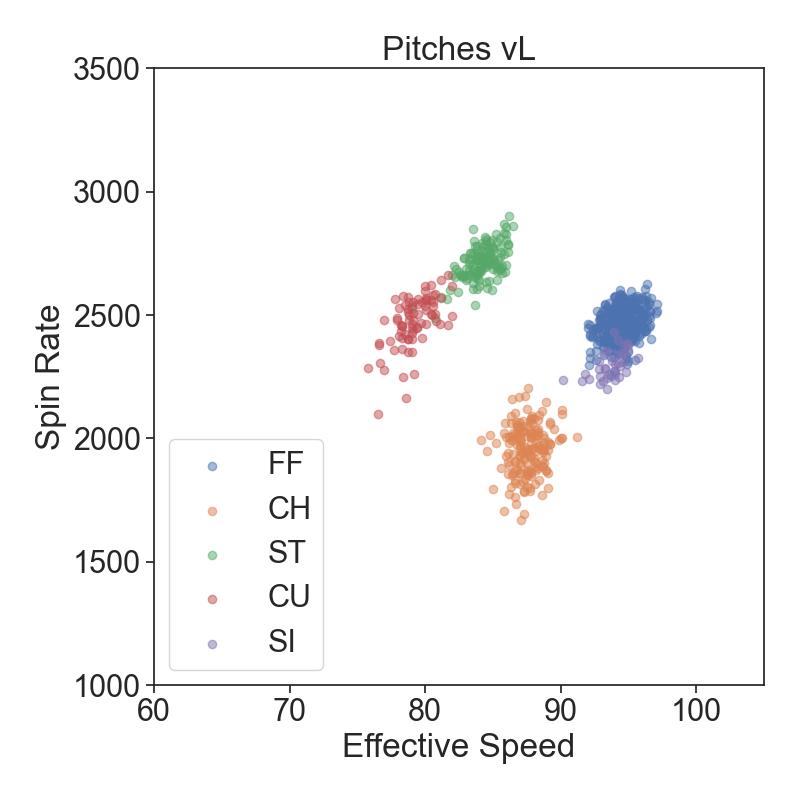 Pitches vL
3500
3000
2500
2000
1500
1000
Spin Rate
FF
CH
ST
CU
SI
60 70 80 90 100
Effective Speed